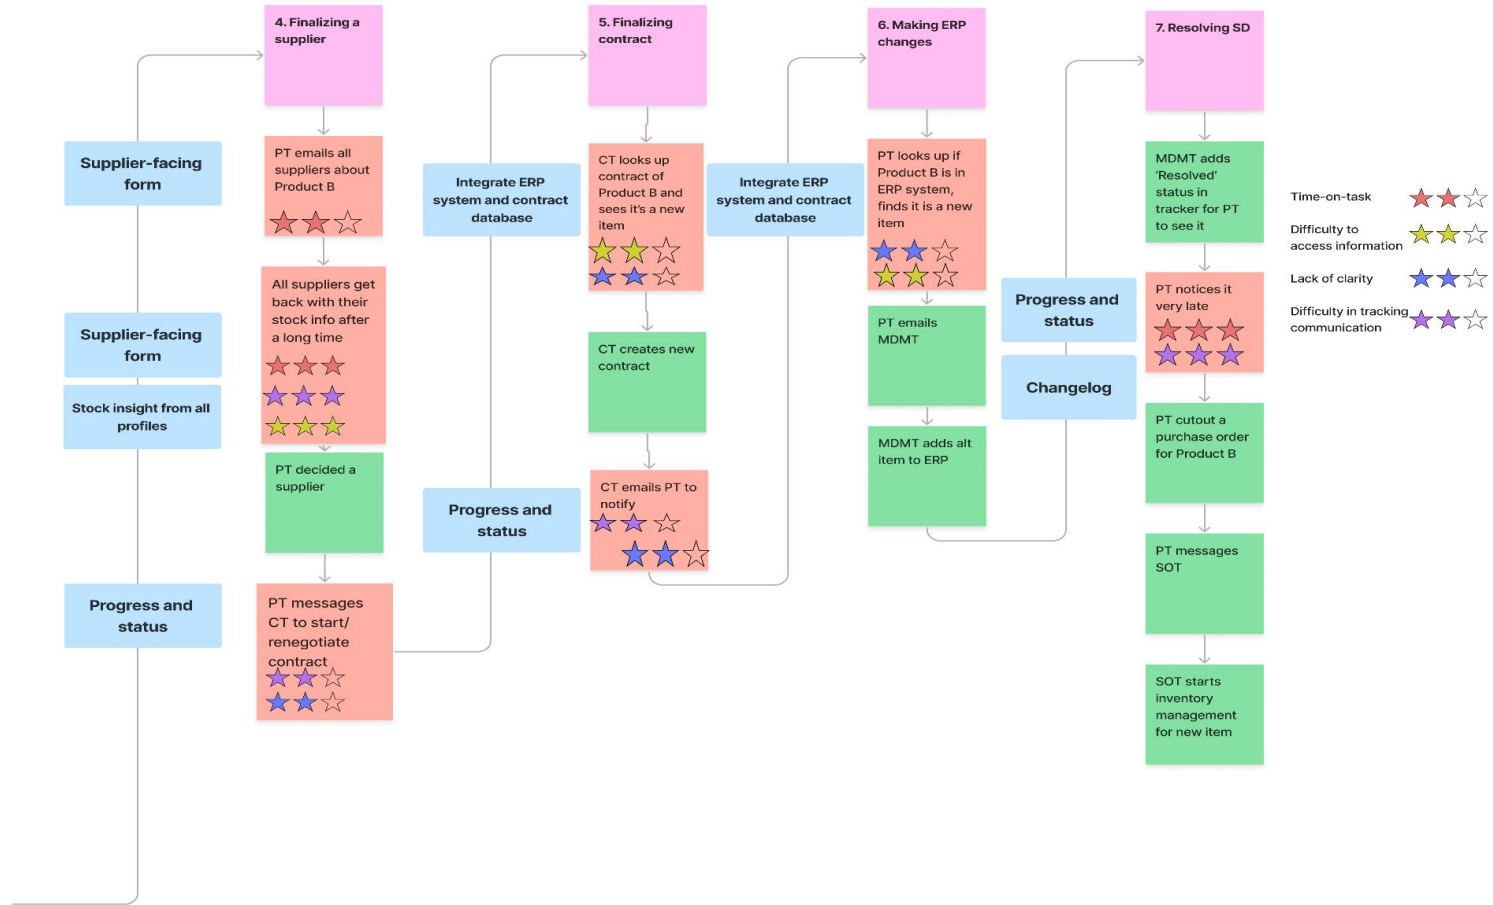 4. Finalizing a
supplier
PT emails all
suppliers about
Product B
All suppliers get
back with their
stock info after
a long time
PT decided a
supplier
PT messages
CT to start/
renegotiate
contract
Supplier-facing
form
Supplier-facing
form
Stock insight from all
profiles
Progress and
status
5. Finalizing
contract
CT looks up
contract of
Product B and
sees it's a new
item
CT creates new
contract
CT emails PT to
notify
Integrate ERP
system and contract
database
Progress and
status
6. Making ERP
changes
PT looks up if
Product B is in
ERP system,
finds it is a new
item
PT emails
MDMT
MDMT adds alt
item to ERP
Integrate ERP
system and contract
database
7. Resolving SD
MDMT adds
'Resolved'
status in
tracker for PT
to see it
PT notices it
very late
PT cutout a
purchase order
for Product B
PT messages
SOT
SOT starts
inventory
management
for new item
Progress and
status
Changelog
Time-on-task
Difficulty to
access information
Lack of clarity
Difficulty in tracking
communication